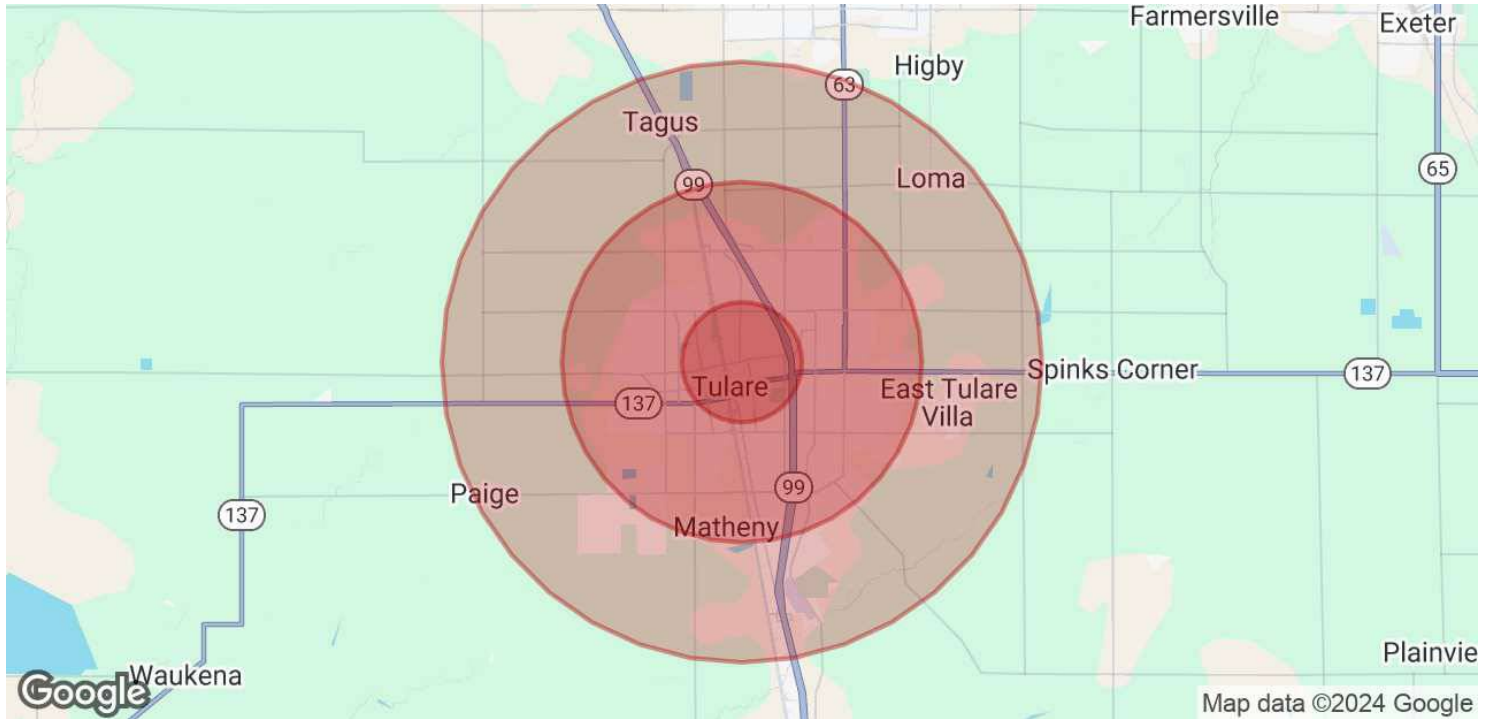 Farmersville
Exeter
Higby
63
Tagus
65
Loma
99
Spinks Corner
137
Tulare
East Tulare
Villa
137
Paige
99
137
Matheny
Plainvie
Waukena
Google
Map data ©2024 Google